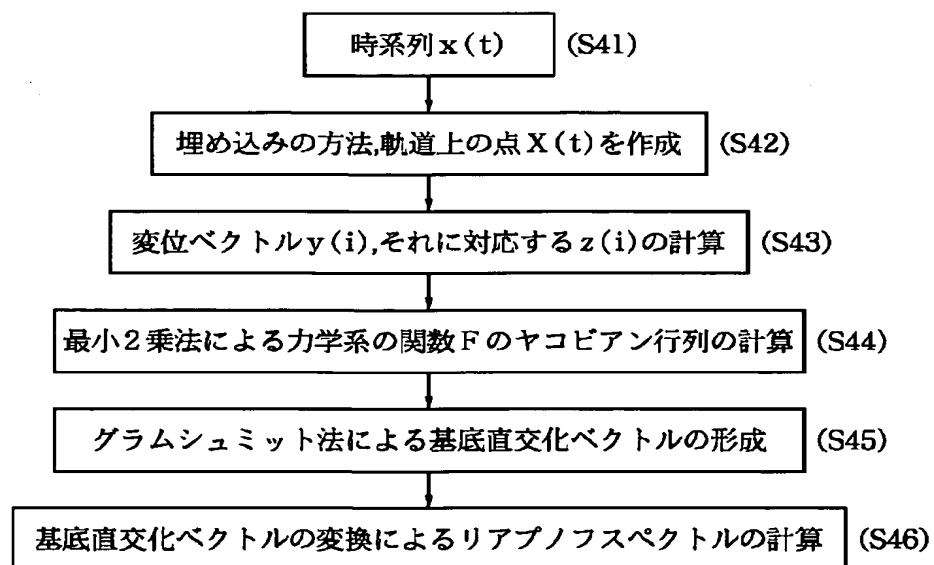 時系列x(t) (S41)
埋め込みの方法,軌道上の点X(t)を作成 (S42)
変位ベクトルy(i),それに対応するz(i)の計算 (S43)
最小2乗法による力学系の関数Fのヤコビアン行列の計算 (S44)
グラムシュミット法による基底直交化ベクトルの形成 (S45)
基底直交化ベクトルの変換によるリアプノフスペクトルの計算 (S46)